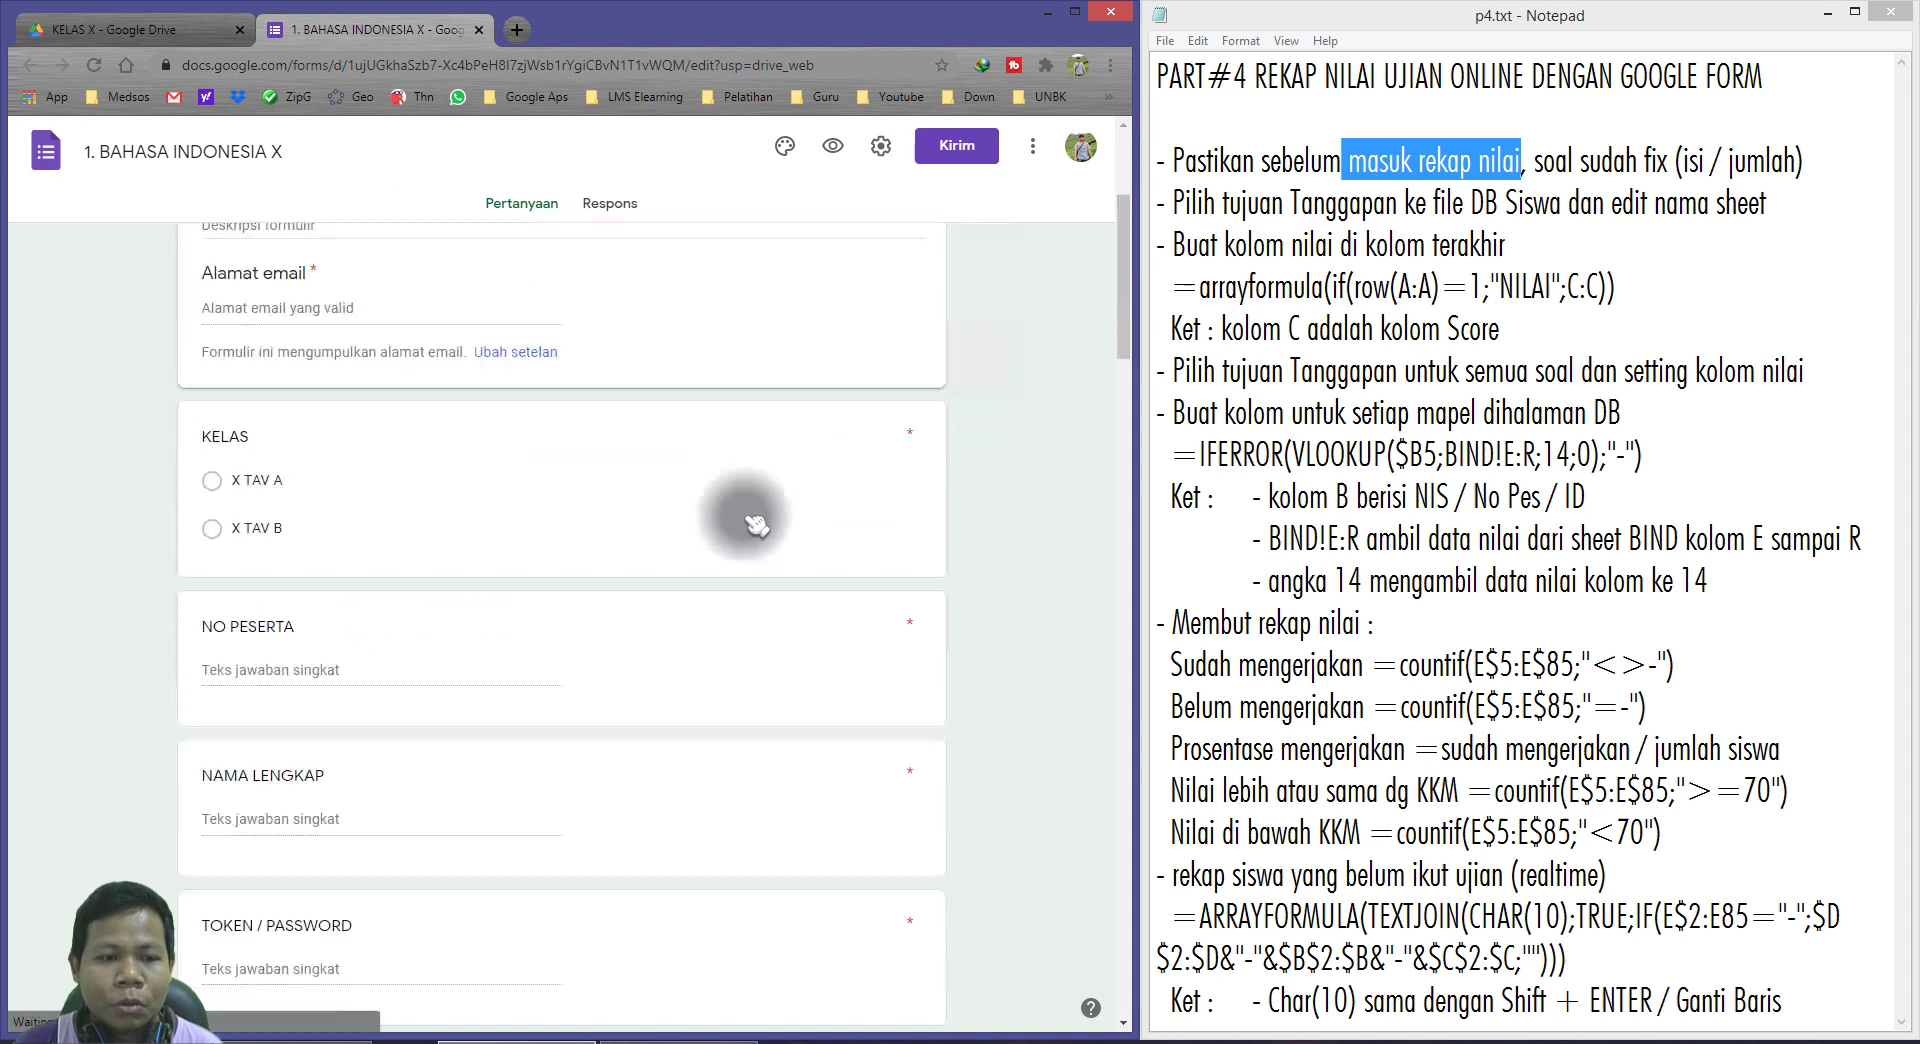 KELAS X - Google Drive
1. BAHASA INDONESIA X - Goog
docs.google.com/forms/d/1ujUGkhaSzb7-Xc4bPeH8I7zjWsb1rYgiCBvN1T1vWQM/edit?usp=drive_web
App Medsos ZipG Geo Thn Google Aps LMS Elearning Pelatihan Guru Youtube Down UNBK »
1. BAHASA INDONESIA X
Kirim
Pertanyaan Respons
Deskripsi formulir
Alamat email *
Alamat email yang valid
Formulir ini mengumpulkan alamat email. Ubah setelan
KELAS *
X TAV A
X TAV B
NO PESERTA *
Teks jawaban singkat
NAMA LENGKAP *
Teks jawaban singkat
TOKEN / PASSWORD *
Teks jawaban singkat
p4.txt - Notepad
File Edit Format View Help
PART#4 REKAP NILAI UJIAN ONLINE DENGAN GOOGLE FORM
- Pastikan sebelum masuk rekap nilai, soal sudah fix (isi / jumlah)
- Pilih tujuan Tanggapan ke file DB Siswa dan edit nama sheet
- Buat kolom nilai di kolom terakhir
=arrayformula(if(row(A:A)=1;"NILAI";C:C))
Ket : kolom C adalah kolom Score
- Pilih tujuan Tanggapan untuk semua soal dan setting kolom nilai
- Buat kolom untuk setiap mapel dihalaman DB
=IFERROR(VLOOKUP($B5;BIND!E:R;14;0);"-")
Ket : - kolom B berisi NIS / No Pes / ID
- BIND!E:R ambil data nilai dari sheet BIND kolom E sampai R
- angka 14 mengambil data nilai kolom ke 14
- Membut rekap nilai :
Sudah mengerjakan =countif(E$5:E$85;"<>-")
Belum mengerjakan =countif(E$5:E$85;"=-")
Prosentase mengerjakan =sudah mengerjakan / jumlah siswa
Nilai lebih atau sama dg KKM =countif(E$5:E$85;">=70")
Nilai di bawah KKM =countif(E$5:E$85;"<70")
- rekap siswa yang belum ikut ujian (realtime)
=ARRAYFORMULA(TEXTJOIN(CHAR(10);TRUE;IF(E$2:E85="-";$D
$2:$D&"-"&$B$2:$B&"-"&$C$2:$C;"")))
Ket : - Char(10) sama dengan Shift + ENTER / Ganti Baris